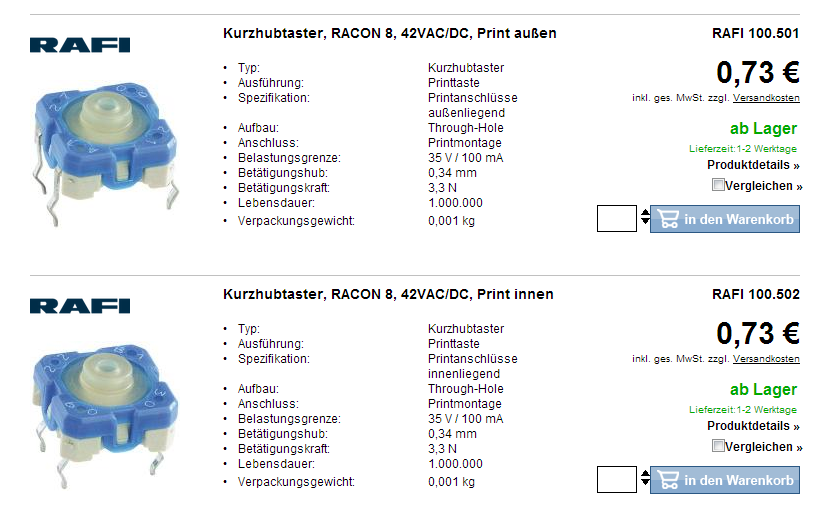 Kurzhubtaster, RACON 8, 42VAC/DC, Print außen
RAFI 100.501
RAFI
• Typ: Kurzhubtaster
• Ausführung: Printtaste
• Spezifikation: Printanschlüsse
außenliegend
• Aufbau: Through-Hole
• Anschluss: Printmontage
• Belastungsgrenze: 35 V / 100 mA
• Betätigungshub: 0,34 mm
• Betätigungskraft: 3,3 N
• Lebensdauer: 1.000.000
• Verpackungsgewicht: 0,001 kg
0,73 €
inkl. ges. MwSt. zzgl. Versandkosten
ab Lager
Lieferzeit:1-2 Werktage
Produktdetails »
Vergleichen »
in den Warenkorb
Kurzhubtaster, RACON 8, 42VAC/DC, Print innen
RAFI 100.502
RAFI
• Typ: Kurzhubtaster
• Ausführung: Printtaste
• Spezifikation: Printanschlüsse
innenliegend
• Aufbau: Through-Hole
• Anschluss: Printmontage
• Belastungsgrenze: 35 V / 100 mA
• Betätigungshub: 0,34 mm
• Betätigungskraft: 3,3 N
• Lebensdauer: 1.000.000
• Verpackungsgewicht: 0,001 kg
0,73 €
inkl. ges. MwSt. zzgl. Versandkosten
ab Lager
Lieferzeit:1-2 Werktage
Produktdetails »
Vergleichen »
in den Warenkorb